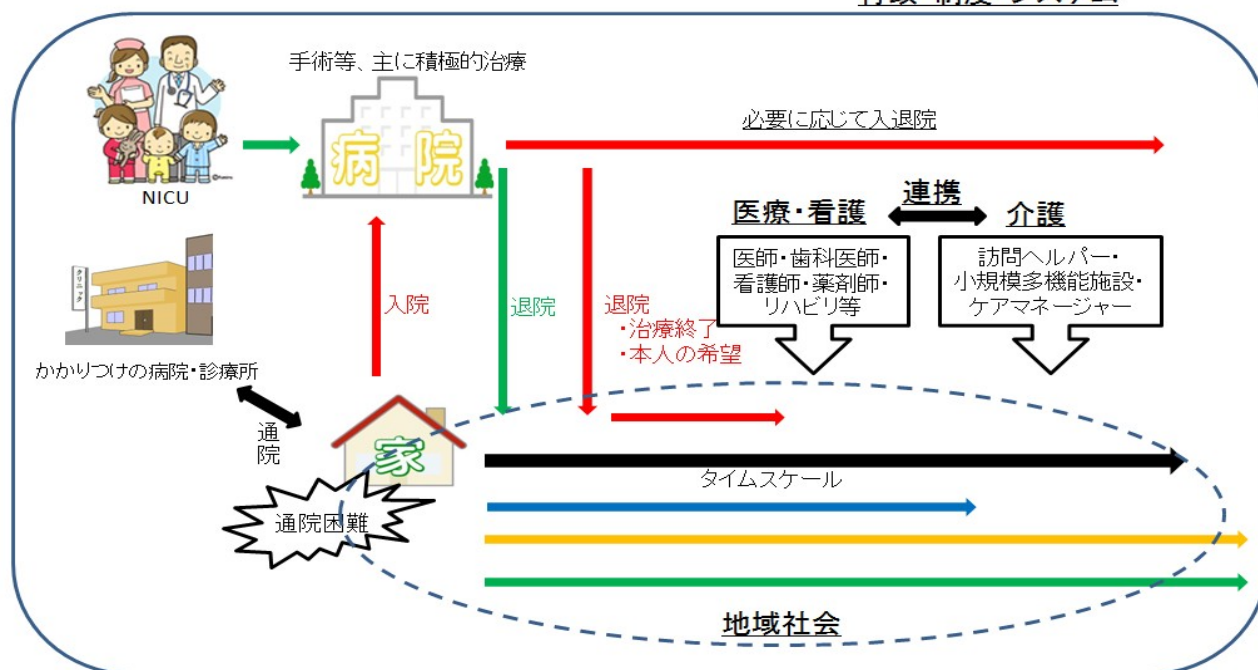 手術等、主に積極的治療
病院
必要に応じて入退院
NICU
連携
医療・看護
介護
医師・歯科医師・
看護師・薬剤師・
リハビリ等
訪問ヘルパー・
小規模多機能施設・
ケアマネージャー
クリニック
入院
退院
退院
・治療終了
・本人の希望
かかりつけの病院・診療所
通院
家
タイムスケール
通院困難
地域社会